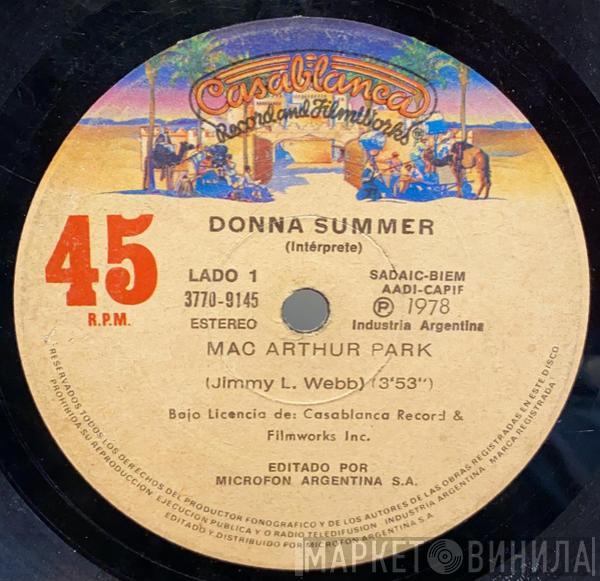 Casablanca
Record and FilmWorks
45
R.P.M.
DONNA SUMMER
(Intérprete)
LADO 1
3770-9145
ESTEREO
SADAIC-BIEM
AADI-CAPIF
P 1978
Industria Argentina
MAC ARTHUR PARK
(Jimmy L. Webb) (3'53")
Bajo Licencia de: Casablanca Record &
Filmworks Inc.
EDITADO POR
MICROFON ARGENTINA S.A.
RESERVADOS TODOS LOS DERECHOS DEL PRODUCTOR FONOGRAFICO Y DE LOS AUTORES DE LAS OBRAS REGISTRADAS EN ESTE DISCO
PROHIBIDA SU REPRODUCCION EJECUCION PUBLICA Y O RADIO TELEDIFUSION INDUSTRIA ARGENTINA - MARCA REGISTRADA
EDITADO Y DISTRIBUIDO POR MICROFON ARGENTINA S.A.
МАРКЕТ ВИНИЛА